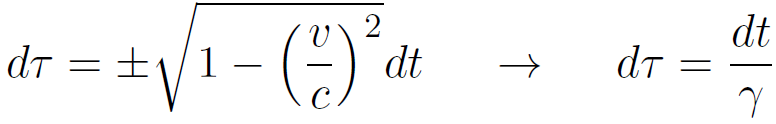 dτ = ±√(1 − (v/c)²) dt → dτ = dt/γ